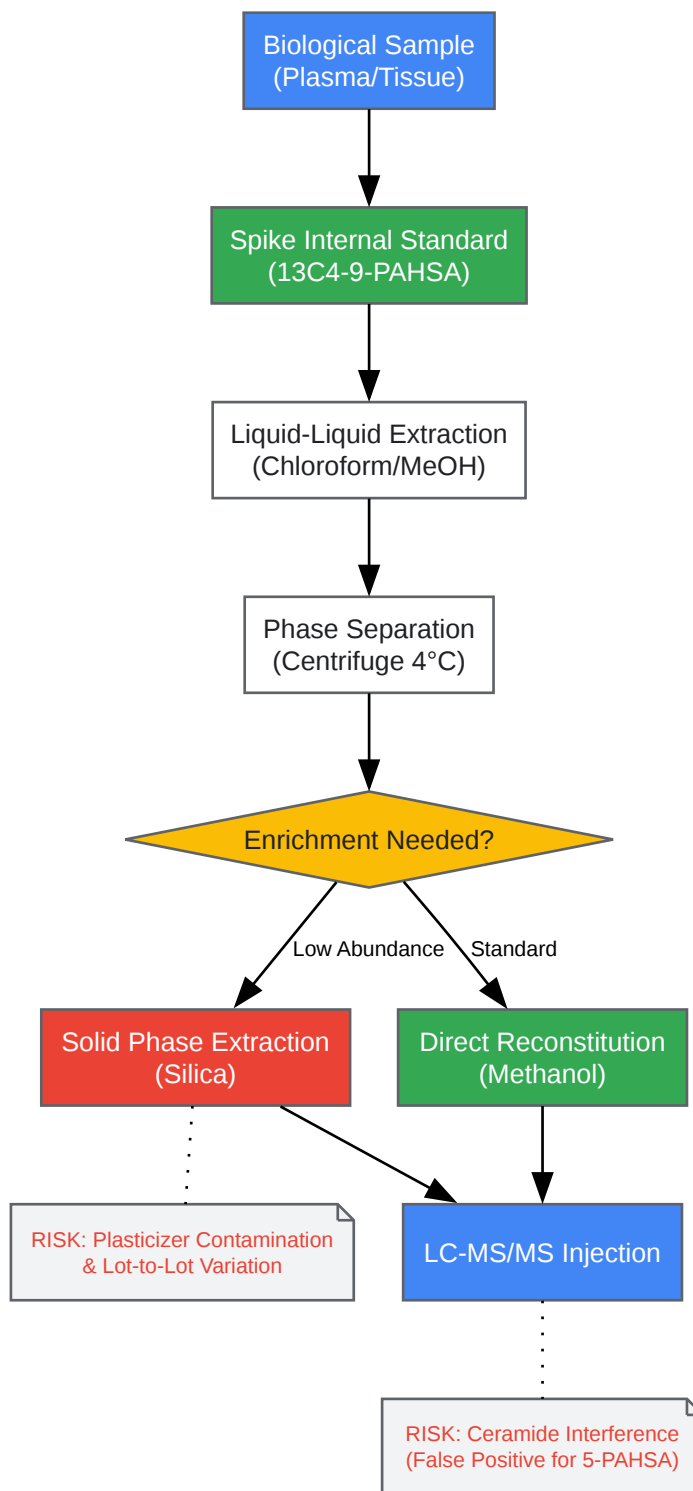 Biological Sample
(Plasma/Tissue)
Spike Internal Standard
(13C4-9-PAHSA)
Liquid-Liquid Extraction
(Chloroform/MeOH)
Phase Separation
(Centrifuge 4°C)
Enrichment Needed?
Low Abundance
Standard
Solid Phase Extraction
(Silica)
Direct Reconstitution
(Methanol)
RISK: Plasticizer Contamination
& Lot-to-Lot Variation
LC-MS/MS Injection
RISK: Ceramide Interference
(False Positive for 5-PAHSA)